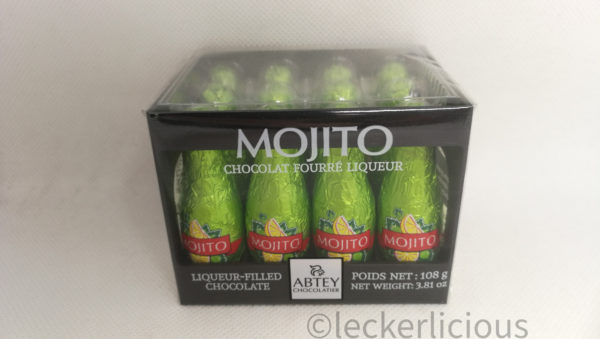 MOJITO
CHOCOLAT FOURRÉ LIQUEUR
MOJITO MOJITO MOJITO MOJITO
LIQUEUR-FILLED
CHOCOLATE
ABTEY
CHOCOLATIER
POIDS NET : 108 g
NET WEIGHT: 3.81 oz
©leckerlicious